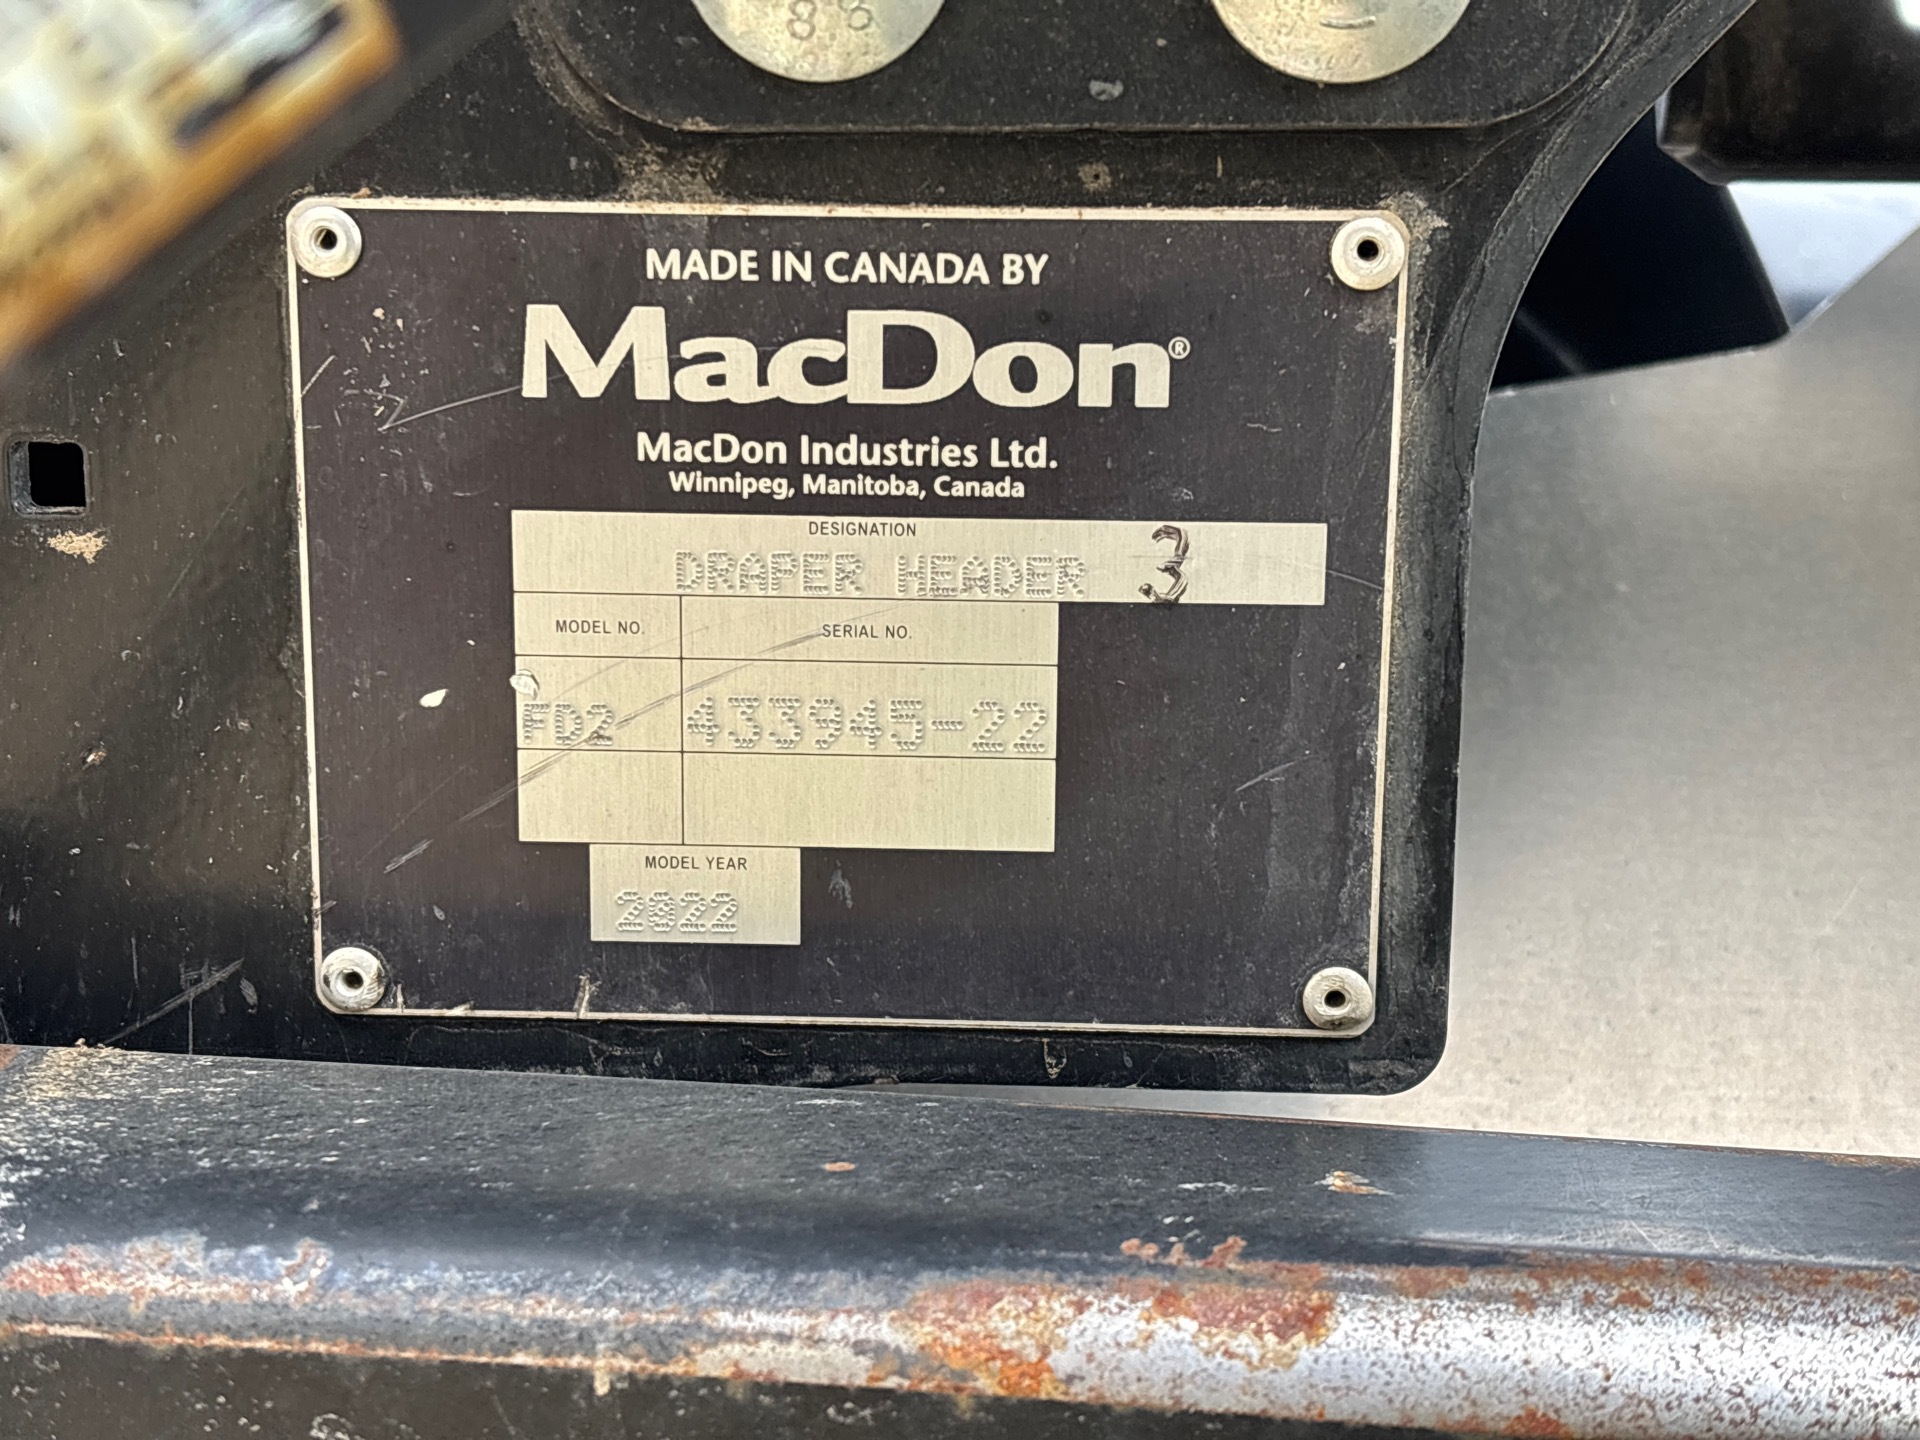 88
MADE IN CANADA BY
MacDon®
MacDon Industries Ltd.
Winnipeg, Manitoba, Canada
DESIGNATION
DRAPER HEADER 3
MODEL NO. SERIAL NO.
FD2 433945-22
MODEL YEAR
2022